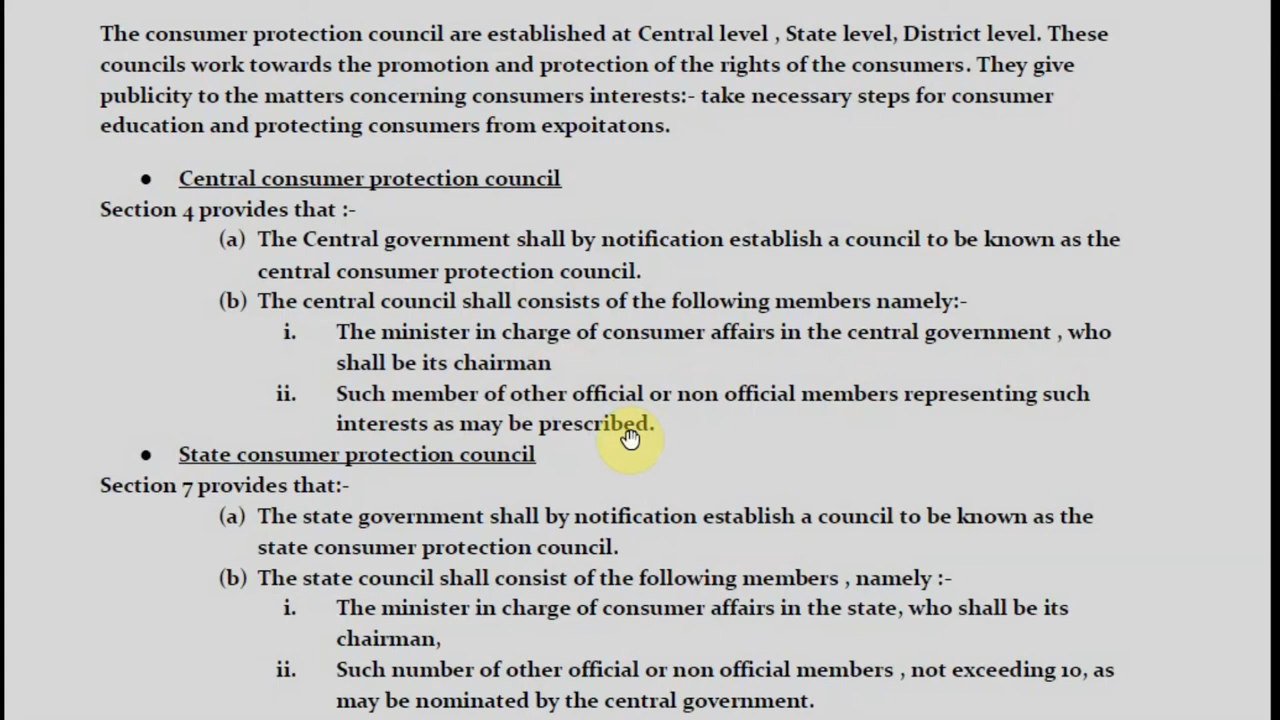 The consumer protection council are established at Central level , State level, District level. These
councils work towards the promotion and protection of the rights of the consumers. They give
publicity to the matters concerning consumers interests:- take necessary steps for consumer
education and protecting consumers from expoitatons.
● Central consumer protection council
Section 4 provides that :-
(a) The Central government shall by notification establish a council to be known as the
central consumer protection council.
(b) The central council shall consists of the following members namely:-
i. The minister in charge of consumer affairs in the central government , who
shall be its chairman
ii. Such member of other official or non official members representing such
interests as may be prescribed.
● State consumer protection council
Section 7 provides that:-
(a) The state government shall by notification establish a council to be known as the
state consumer protection council.
(b) The state council shall consist of the following members , namely :-
i. The minister in charge of consumer affairs in the state, who shall be its
chairman,
ii. Such number of other official or non official members , not exceeding 10, as
may be nominated by the central government.